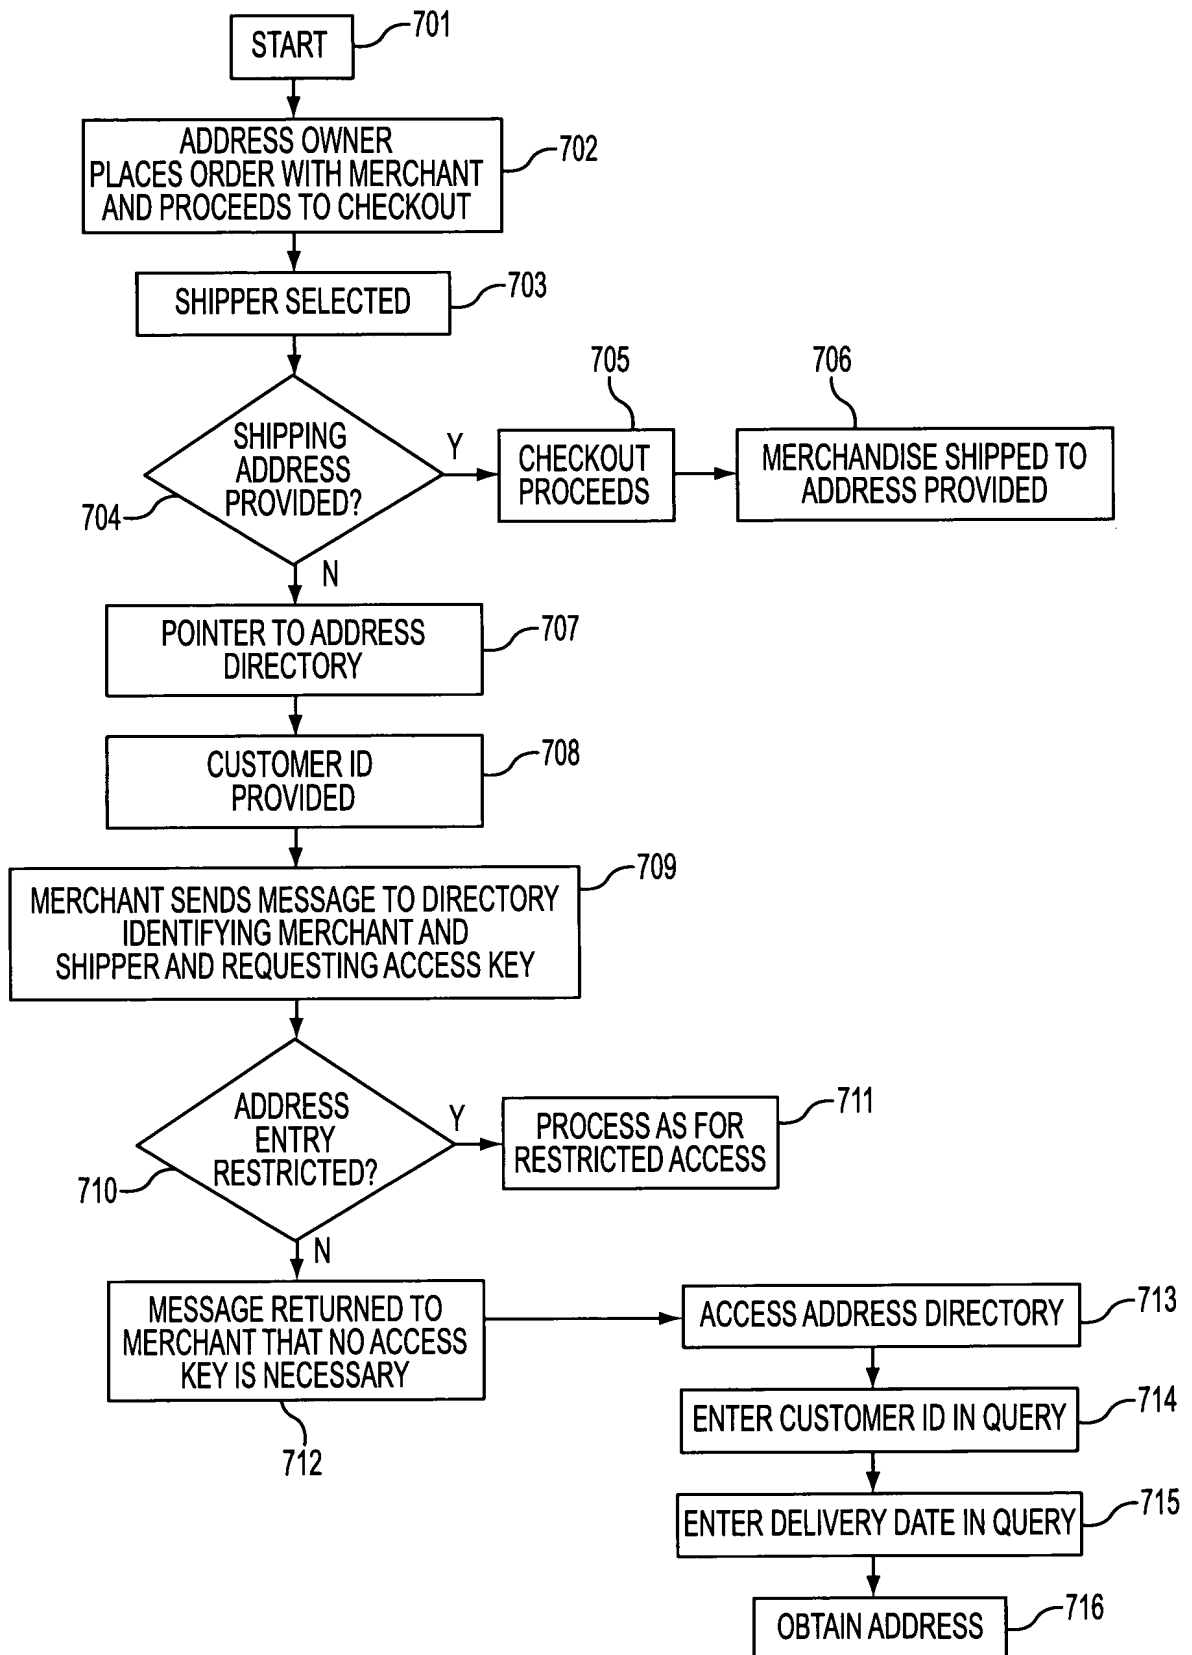 START
701
ADDRESS OWNER
PLACES ORDER WITH MERCHANT
AND PROCEEDS TO CHECKOUT
702
SHIPPER SELECTED
703
SHIPPING
ADDRESS
PROVIDED?
704
Y
CHECKOUT
PROCEEDS
705
MERCHANDISE SHIPPED TO
ADDRESS PROVIDED
706
N
POINTER TO ADDRESS
DIRECTORY
707
CUSTOMER ID
PROVIDED
708
MERCHANT SENDS MESSAGE TO DIRECTORY
IDENTIFYING MERCHANT AND
SHIPPER AND REQUESTING ACCESS KEY
709
ADDRESS
ENTRY
RESTRICTED?
710
Y
PROCESS AS FOR
RESTRICTED ACCESS
711
N
MESSAGE RETURNED TO
MERCHANT THAT NO ACCESS
KEY IS NECESSARY
712
ACCESS ADDRESS DIRECTORY
713
ENTER CUSTOMER ID IN QUERY
714
ENTER DELIVERY DATE IN QUERY
715
OBTAIN ADDRESS
716